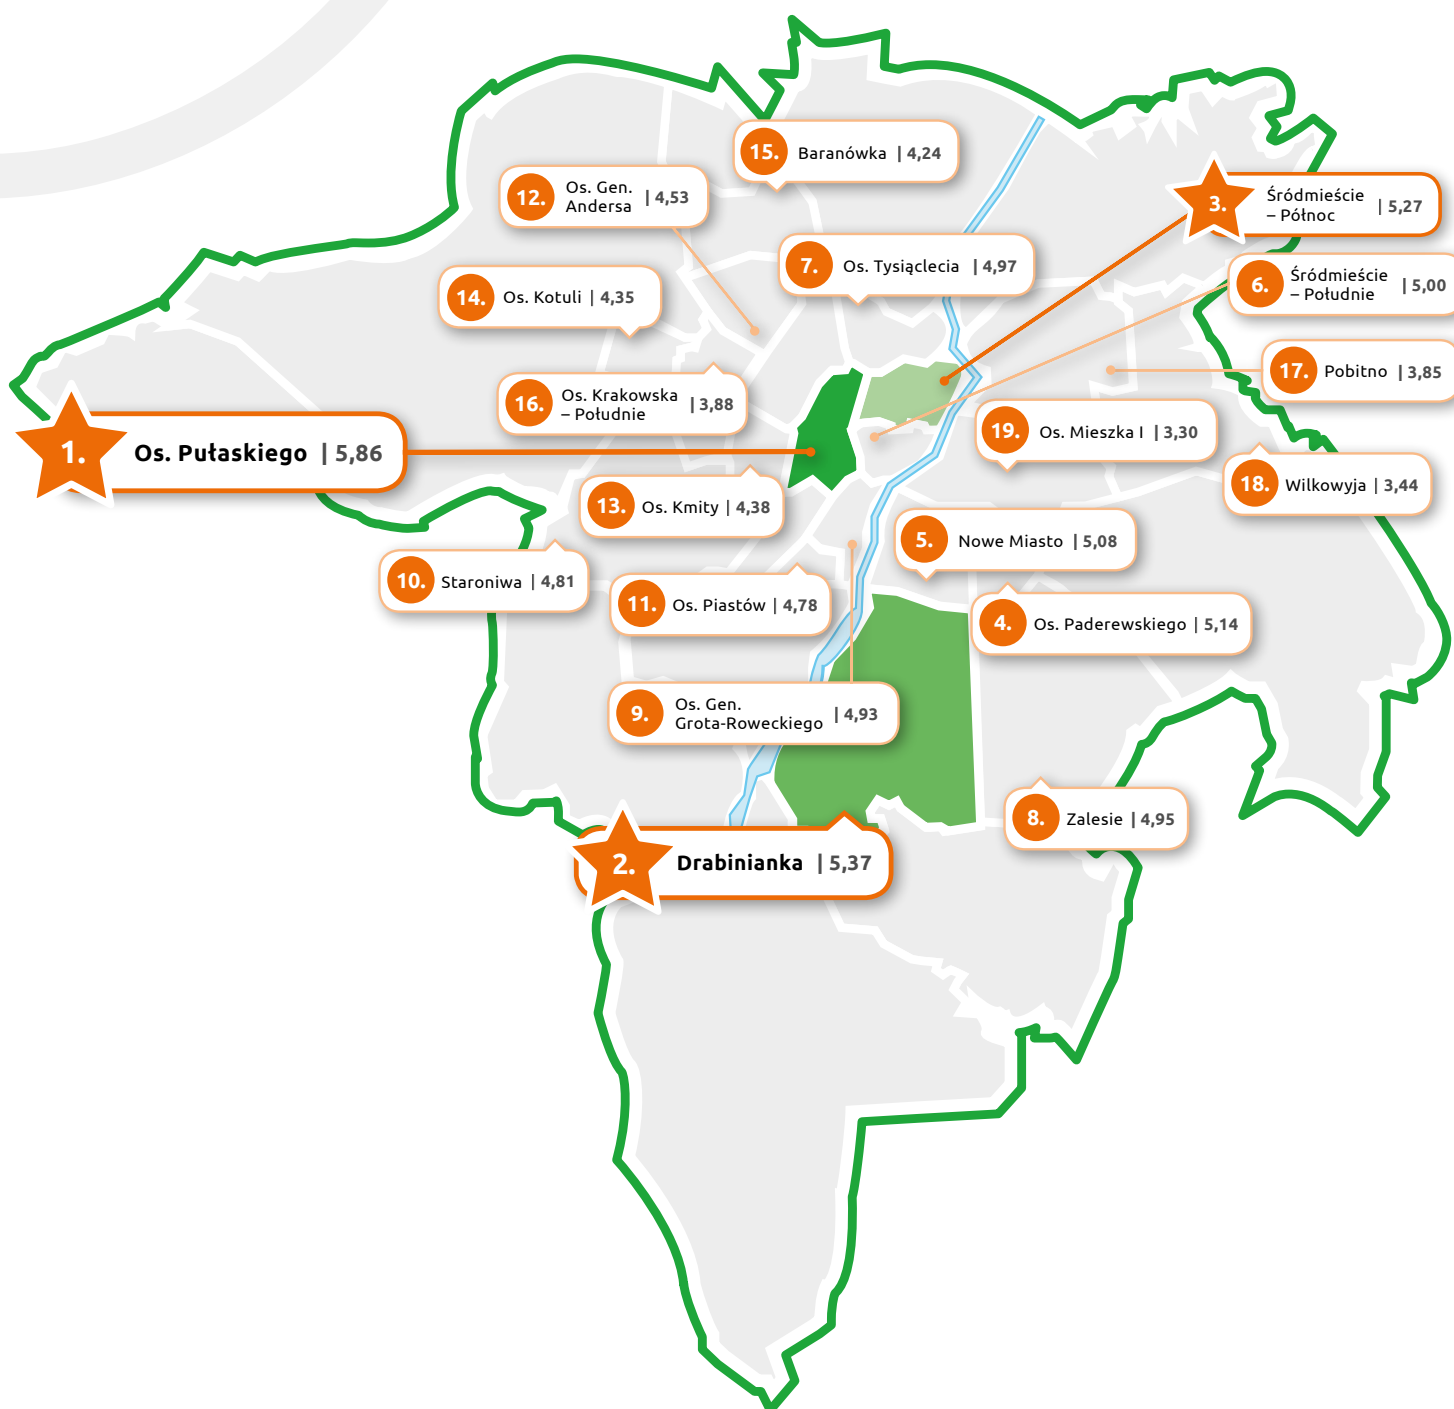 15. Baranówka | 4,24
12. Os. Gen.
Andersa | 4,53
3. Śródmieście
– Północ | 5,27
7. Os. Tysiąclecia | 4,97
6. Śródmieście
– Południe | 5,00
14. Os. Kotuli | 4,35
17. Pobitno | 3,85
16. Os. Krakowska
– Południe | 3,88
19. Os. Mieszka I | 3,30
1. Os. Pułaskiego | 5,86
18. Wilkowyja | 3,44
13. Os. Kmity | 4,38
5. Nowe Miasto | 5,08
10. Staroniwa | 4,81
11. Os. Piastów | 4,78
4. Os. Paderewskiego | 5,14
9. Os. Gen.
Grota-Roweckiego | 4,93
8. Zalesie | 4,95
2. Drabinianka | 5,37